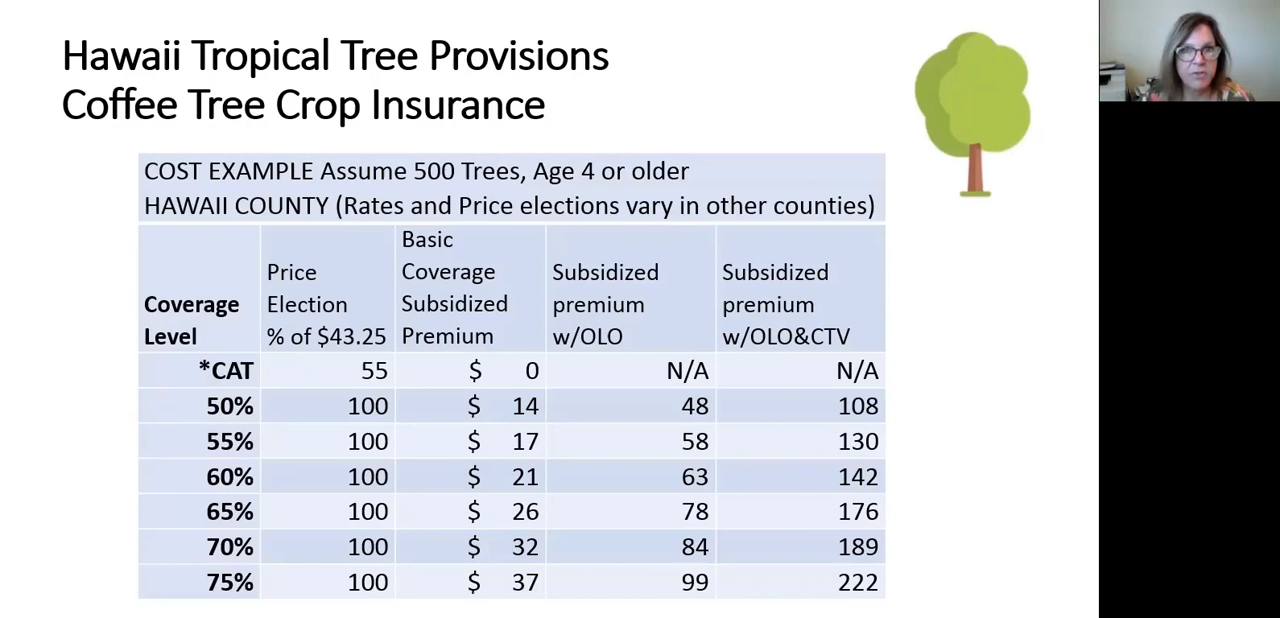 Hawaii Tropical Tree Provisions
Coffee Tree Crop Insurance
COST EXAMPLE Assume 500 Trees, Age 4 or older
HAWAII COUNTY (Rates and Price elections vary in other counties)
Coverage Level Price Election % of $43.25 Basic Coverage Subsidized Premium Subsidized premium w/OLO Subsidized premium w/OLO&CTV
*CAT 55 $ 0 N/A N/A
50% 100 $ 14 48 108
55% 100 $ 17 58 130
60% 100 $ 21 63 142
65% 100 $ 26 78 176
70% 100 $ 32 84 189
75% 100 $ 37 99 222